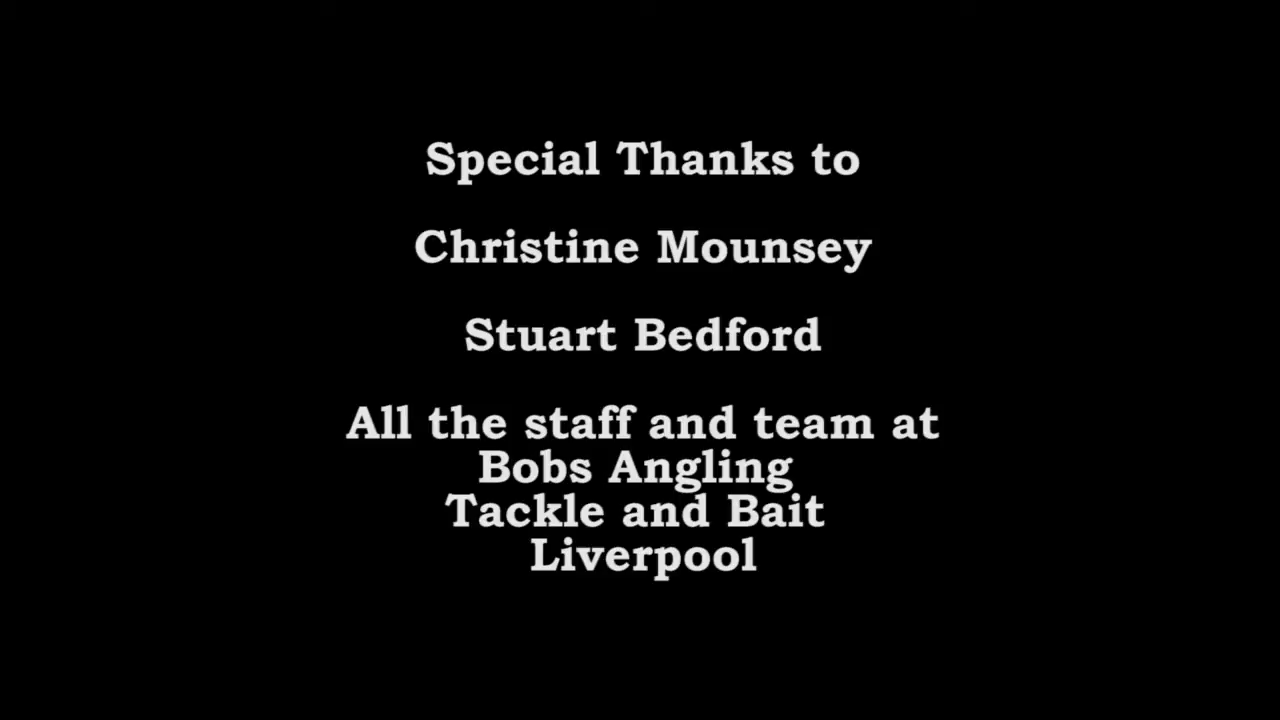 Special Thanks to
Christine Mounsey
Stuart Bedford
All the staff and team at
Bobs Angling
Tackle and Bait
Liverpool